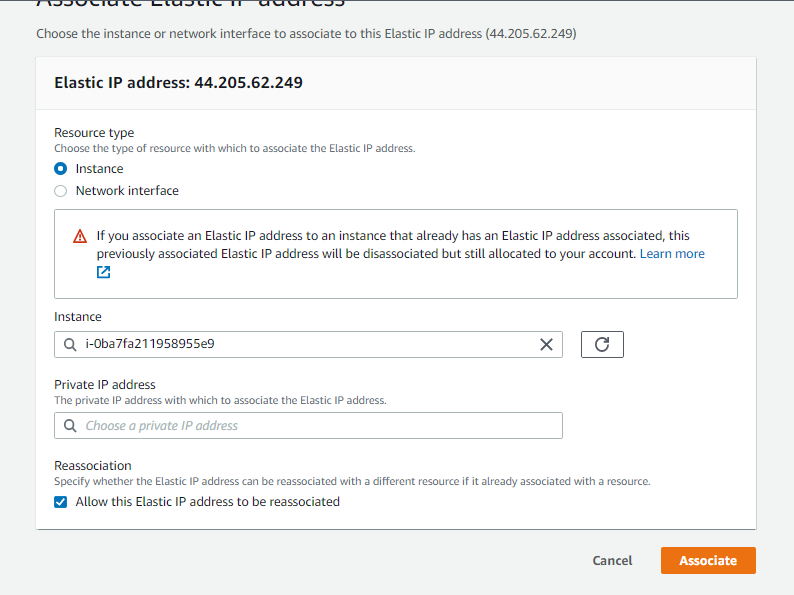 Associate Elastic IP address
Choose the instance or network interface to associate to this Elastic IP address (44.205.62.249)
Elastic IP address: 44.205.62.249
Resource type
Choose the type of resource with which to associate the Elastic IP address.
Instance
Network interface
If you associate an Elastic IP address to an instance that already has an Elastic IP address associated, this
previously associated Elastic IP address will be disassociated but still allocated to your account. Learn more
Instance
i-0ba7fa211958955e9
Private IP address
The private IP address with which to associate the Elastic IP address.
Choose a private IP address
Reassociation
Specify whether the Elastic IP address can be reassociated with a different resource if it already associated with a resource.
Allow this Elastic IP address to be reassociated
Cancel
Associate